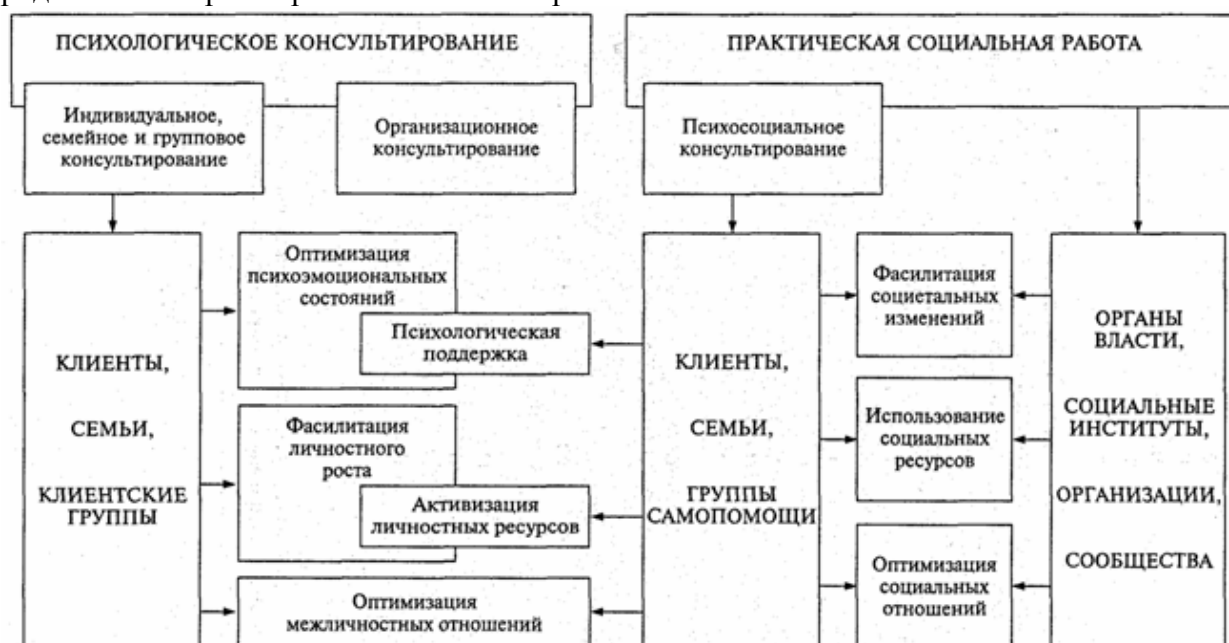 ПСИХОЛОГИЧЕСКОЕ КОНСУЛЬТИРОВАНИЕ
Индивидуальное,
семейное и групповое
консультирование
Организационное
консультирование
ПРАКТИЧЕСКАЯ СОЦИАЛЬНАЯ РАБОТА
Психосоциальное
консультирование
КЛИЕНТЫ,
СЕМЬИ,
КЛИЕНТСКИЕ
ГРУППЫ
Оптимизация
психоэмоциональных
состояний
Психологическая
поддержка
Фасилитация
личностного
роста
Активизация
личностных ресурсов
Оптимизация
межличностных отношений
КЛИЕНТЫ,
СЕМЬИ,
ГРУППЫ
САМОПОМОЩИ
Фасилитация
социетальных
изменений
Использование
социальных
ресурсов
Оптимизация
социальных
отношений
ОРГАНЫ
ВЛАСТИ,
СОЦИАЛЬНЫЕ
ИНСТИТУТЫ,
ОРГАНИЗАЦИИ,
СООБЩЕСТВА